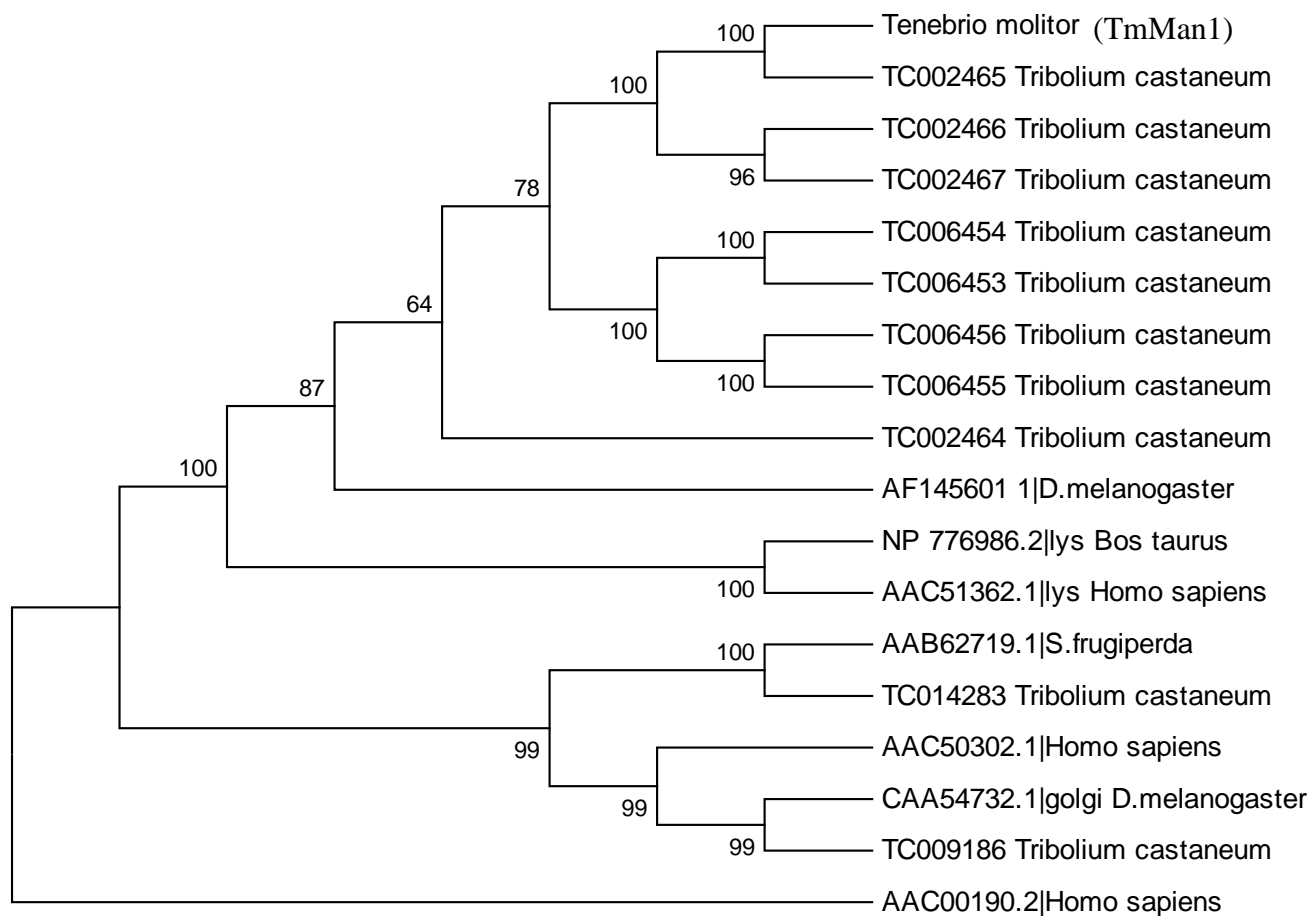 Tenebrio molitor (TmMan1)
100
TC002465 Tribolium castaneum
100
TC002466 Tribolium castaneum
96
TC002467 Tribolium castaneum
78
TC006454 Tribolium castaneum
100
TC006453 Tribolium castaneum
64
100
TC006456 Tribolium castaneum
100
TC006455 Tribolium castaneum
87
TC002464 Tribolium castaneum
100
AF145601 1|D.melanogaster
NP 776986.2|lys Bos taurus
100
AAC51362.1|lys Homo sapiens
AAB62719.1|S.frugiperda
100
TC014283 Tribolium castaneum
99
AAC50302.1|Homo sapiens
99
CAA54732.1|golgi D.melanogaster
99
TC009186 Tribolium castaneum
AAC00190.2|Homo sapiens